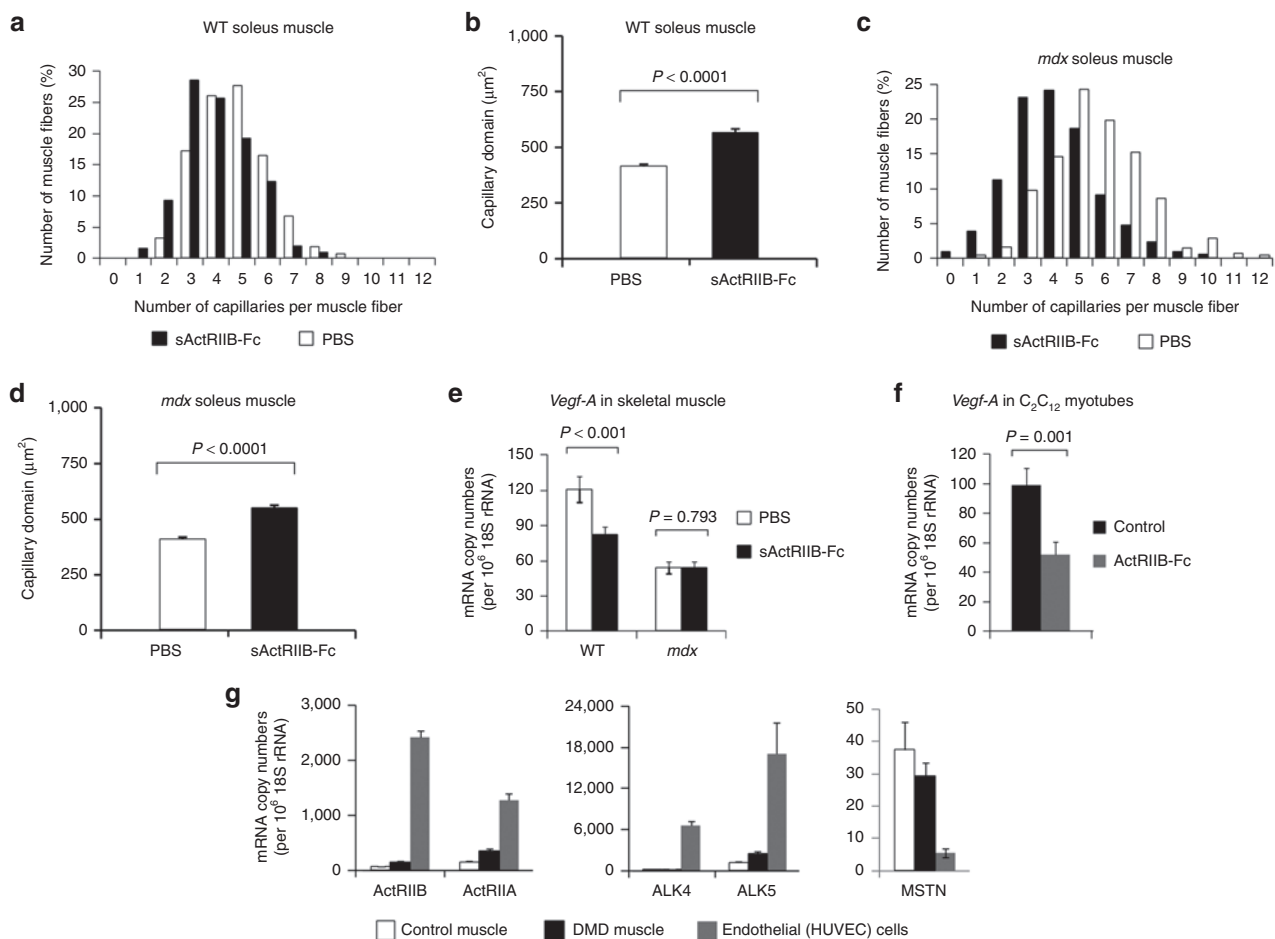 a
WT soleus muscle
Number of muscle fibers (%)
30
25
20
15
10
5
0
0 1 2 3 4 5 6 7 8 9 10 11 12
Number of capillaries per muscle fiber
sActRIIB-Fc PBS
b
WT soleus muscle
Capillary domain (μm²)
1,000
750
500
250
0
P < 0.0001
PBS sActRIIB-Fc
c
mdx soleus muscle
Number of muscle fibers (%)
30
25
20
15
10
5
0
0 1 2 3 4 5 6 7 8 9 10 11 12
Number of capillaries per muscle fiber
sActRIIB-Fc PBS
d
mdx soleus muscle
Capillary domain (μm²)
1,000
750
500
250
0
P < 0.0001
PBS sActRIIB-Fc
e
Vegf-A in skeletal muscle
mRNA copy numbers
(per 10⁶ 18S rRNA)
150
120
90
60
30
0
P < 0.001
P = 0.793
WT mdx
PBS
sActRIIB-Fc
f
Vegf-A in C₂C₁₂ myotubes
mRNA copy numbers
(per 10⁶ 18S rRNA)
120
100
80
60
40
20
0
P = 0.001
Control
ActRIIB-Fc
g
mRNA copy numbers
(per 10⁶ 18S rRNA)
3,000
2,000
1,000
0
ActRIIB ActRIIA
24,000
18,000
12,000
6,000
0
ALK4 ALK5
50
40
30
20
10
0
MSTN
Control muscle DMD muscle Endothelial (HUVEC) cells